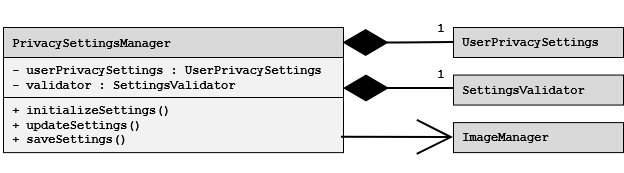 PrivacySettingsManager
- userPrivacySettings : UserPrivacySettings
- validator : SettingsValidator
+ initializeSettings()
+ updateSettings()
+ saveSettings()
1
UserPrivacySettings
1
SettingsValidator
ImageManager